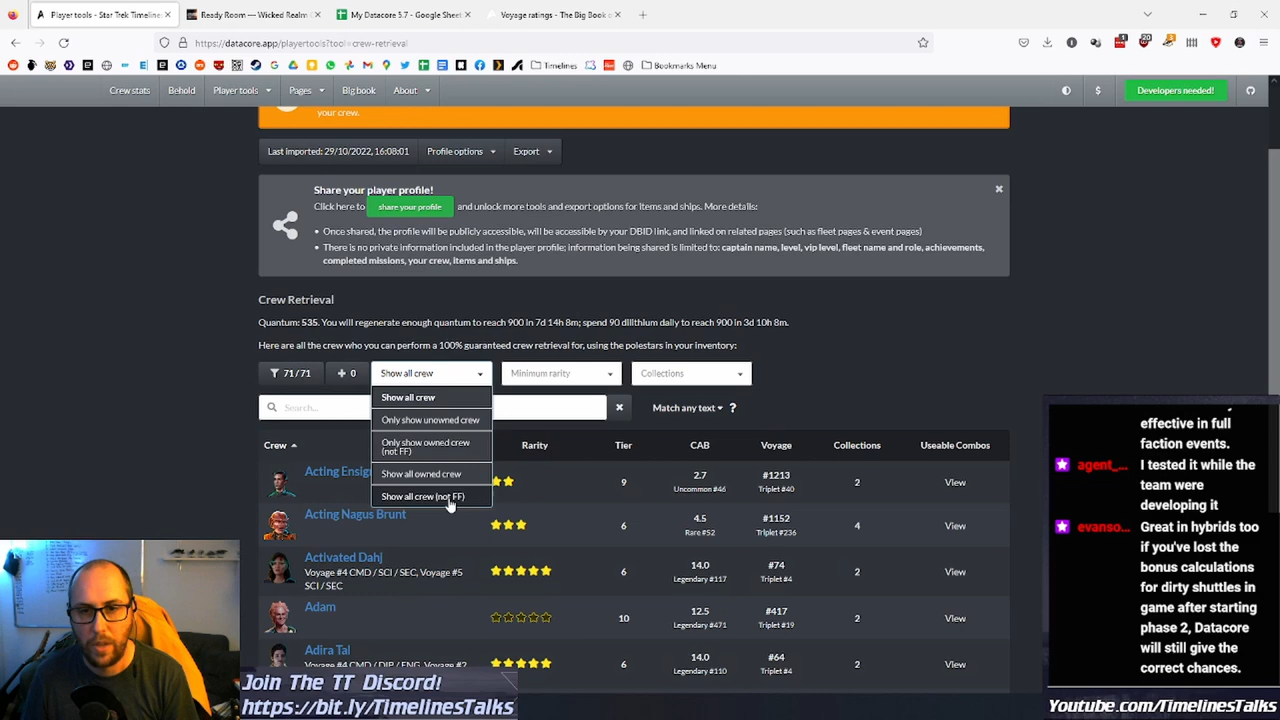 Player tools - Star Trek Timeline
Ready Room — Wicked Realm
My Datacore 5.7 - Google Sheet
Voyage ratings - The Big Book o
https://datacore.app/playertools?tool=crew-retrieval
Timelines
Bookmarks Menu
Crew stats
Behold
Player tools
Pages
Big book
About
Developers needed!
your crew.
Last imported: 29/10/2022, 16:08:01
Profile options
Export
Share your player profile!
Click here to share your profile and unlock more tools and export options for items and ships. More details:
• Once shared, the profile will be publicly accessible, will be accessible by your DBID link, and linked on related pages (such as fleet pages & event pages)
• There is no private information included in the player profile; information being shared is limited to: captain name, level, vip level, fleet name and role, achievements,
completed missions, your crew, items and ships.
Crew Retrieval
Quantum: 535. You will regenerate enough quantum to reach 900 in 7d 14h 8m; spend 90 dilithium daily to reach 900 in 3d 10h 8m.
Here are all the crew who you can perform a 100% guaranteed crew retrieval for, using the polestars in your inventory:
71 / 71
+ 0
Show all crew
Minimum rarity
Collections
Show all crew
Only show unowned crew
Only show owned crew
(not FF)
Show all owned crew
Show all crew (not FF)
Search...
Match any text
?
Crew
Rarity
Tier
CAB
Voyage
Collections
Useable Combos
Acting Ensign
9
2.7
Uncommon #46
#1213
Triplet #40
2
View
Acting Nagus Brunt
6
4.5
Rare #52
#1152
Triplet #236
4
View
Activated Dahj
Voyage #4 CMD / SCI / SEC, Voyage #5
SCI / SEC
6
14.0
Legendary #117
#74
Triplet #4
2
View
Adam
10
12.5
Legendary #471
#417
Triplet #19
2
View
Adira Tal
Voyage #4 CMD / DIP / ENG, Voyage #2
6
14.0
Legendary #110
#64
Triplet #4
2
View
effective in full
faction events.
agent_... I tested it while the
team were
developing it
evanso... Great in hybrids too
if you've lost the
bonus calculations
for dirty shuttles in
game after starting
phase 2, Datacore
will still give the
correct chances.
Join The TT Discord!
https://bit.ly/TimelinesTalks
Youtube.com/TimelinesTalks